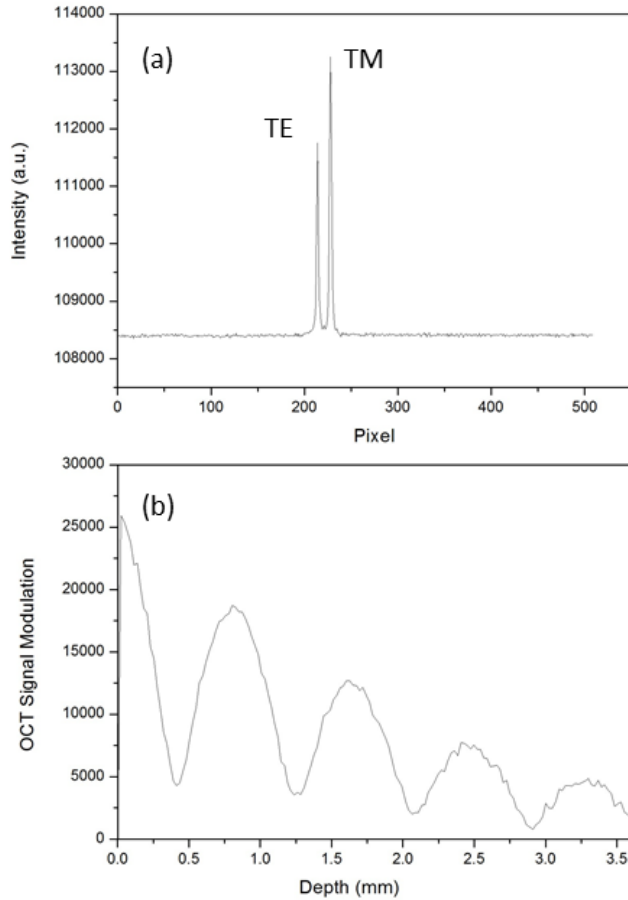 114000
(a)
TM
113000
112000
TE
111000
110000
109000
108000
Intensity (a.u.)
0 100 200 300 400 500
Pixel
30000
(b)
25000
20000
15000
10000
5000
0
OCT Signal Modulation
0.0 0.5 1.0 1.5 2.0 2.5 3.0 3.5
Depth (mm)